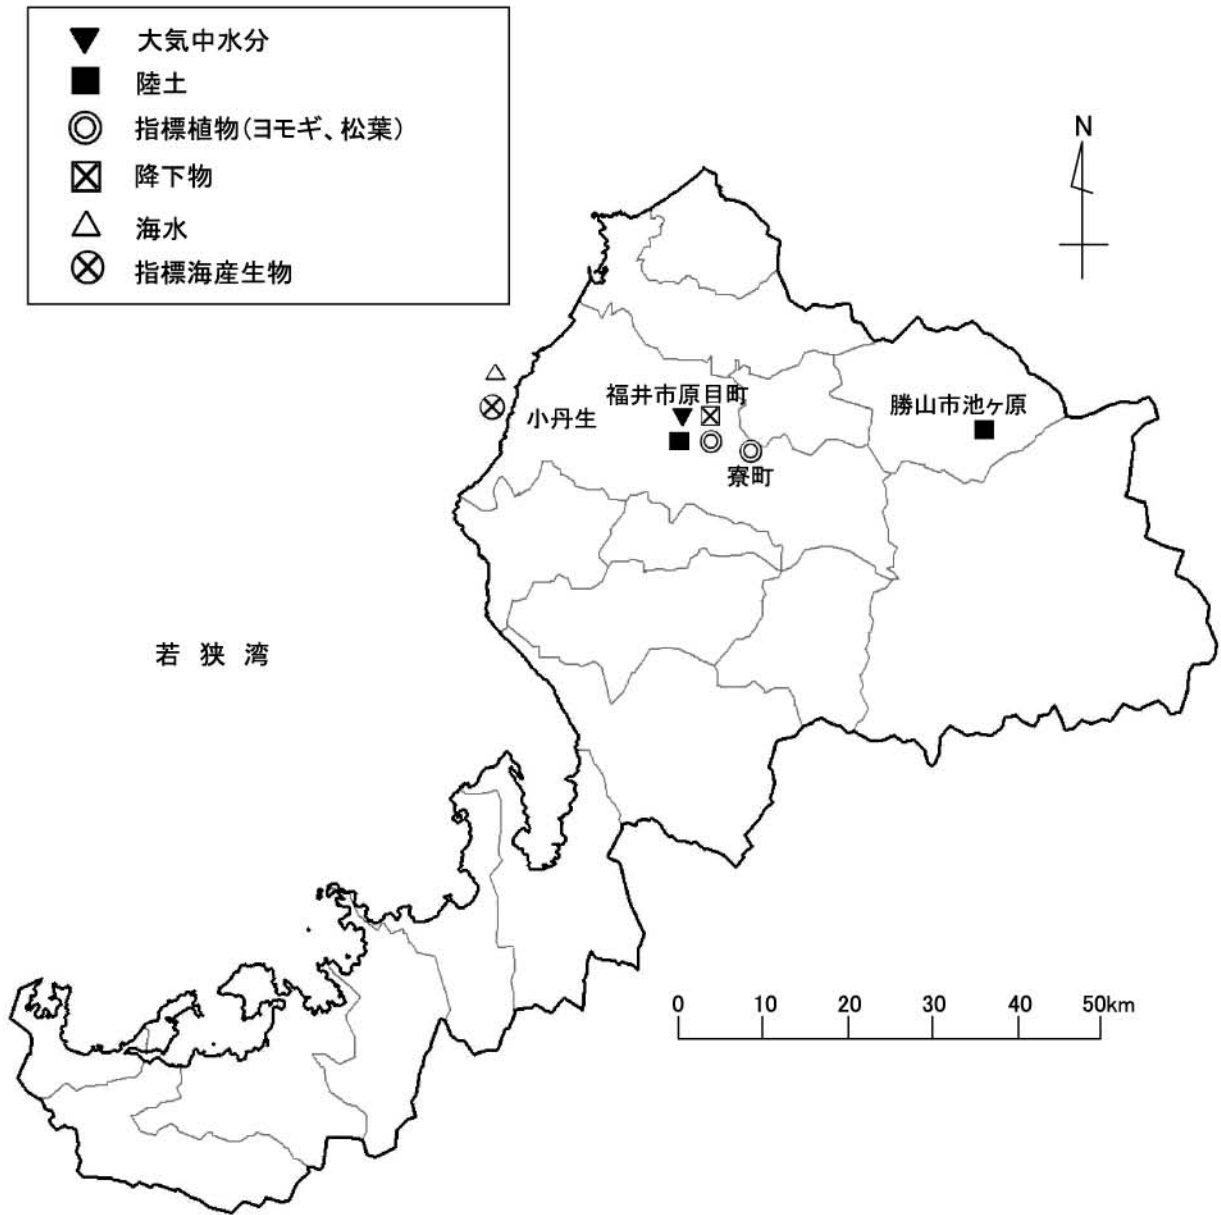 大気中水分
陸土
指標植物(ヨモギ、松葉)
降下物
海水
指標海産生物
N
福井市原目町
小丹生
勝山市池ヶ原
寮町
若狭湾
0 10 20 30 40 50km